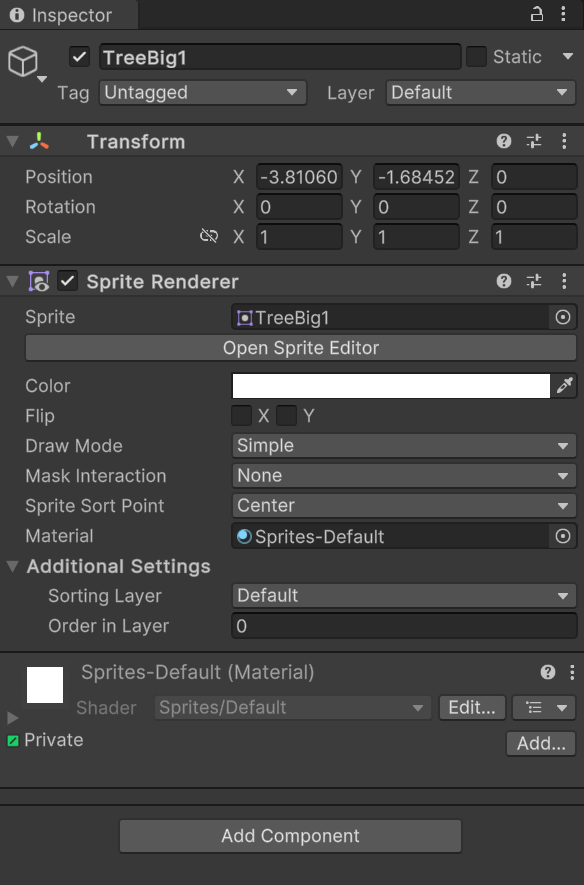 Inspector
TreeBig1 Static
Tag Untagged Layer Default
Transform
Position X -3.81060 Y -1.68452 Z 0
Rotation X 0 Y 0 Z 0
Scale X 1 Y 1 Z 1
Sprite Renderer
Sprite TreeBig1
Open Sprite Editor
Color
Flip X Y
Draw Mode Simple
Mask Interaction None
Sprite Sort Point Center
Material Sprites-Default
Additional Settings
Sorting Layer Default
Order in Layer 0
Sprites-Default (Material)
Shader Sprites/Default Edit...
Private
Add...
Add Component